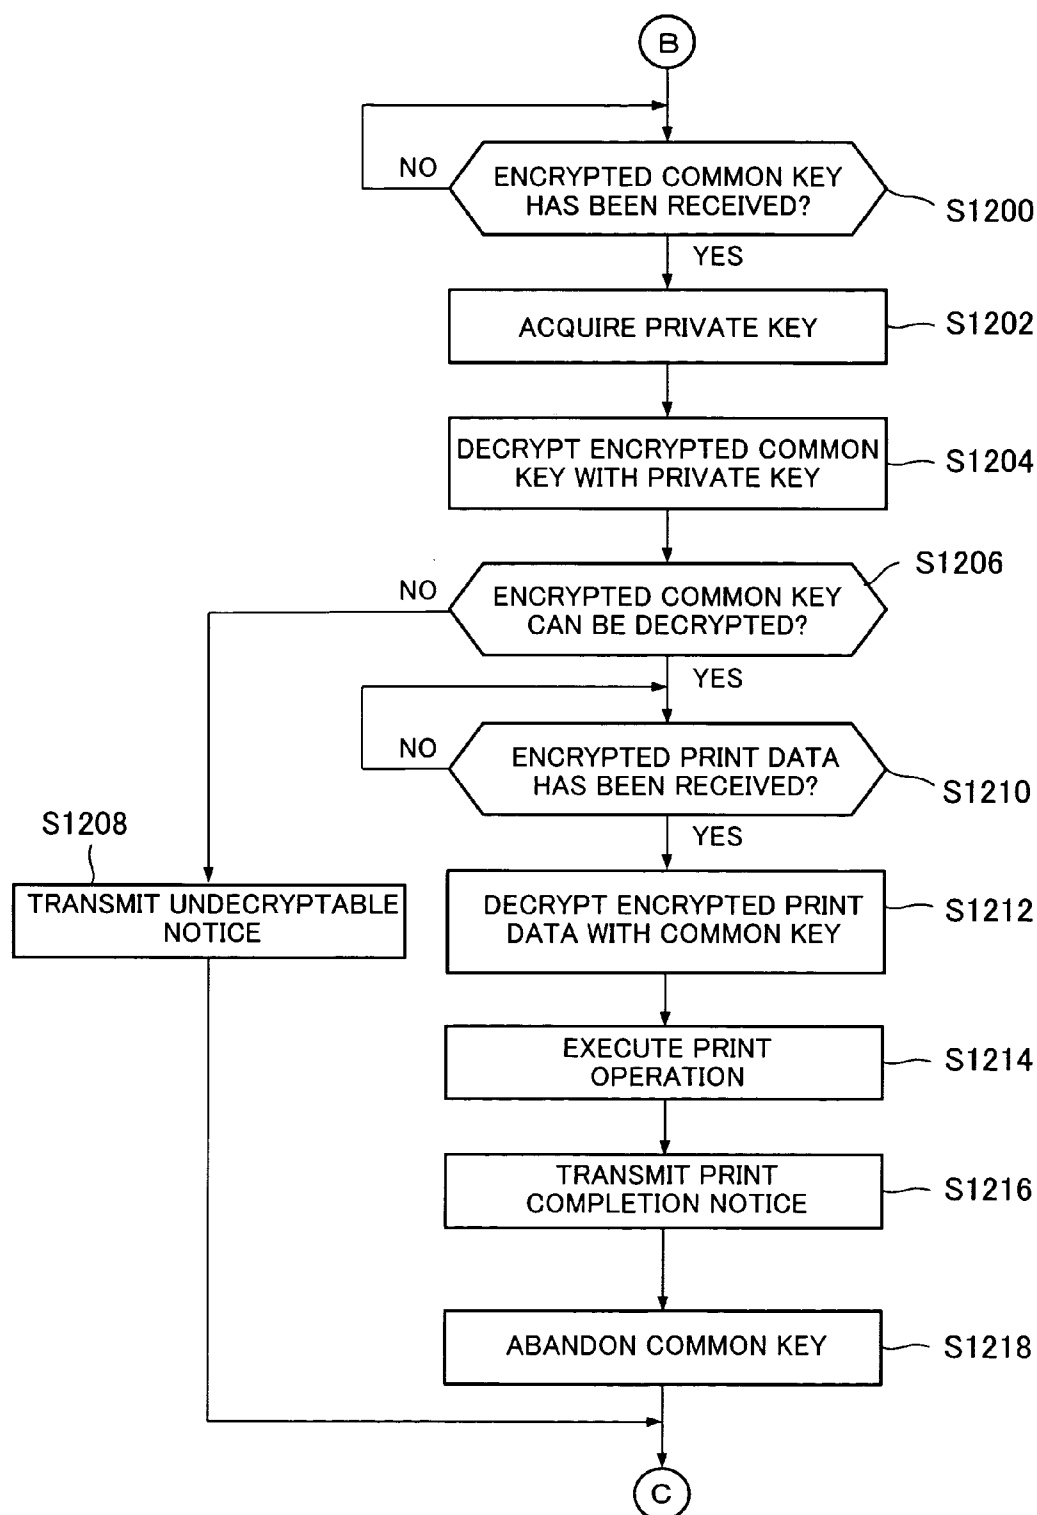 B
NO
ENCRYPTED COMMON KEY
HAS BEEN RECEIVED?
S1200
YES
ACQUIRE PRIVATE KEY
S1202
DECRYPT ENCRYPTED COMMON
KEY WITH PRIVATE KEY
S1204
S1206
NO
ENCRYPTED COMMON KEY
CAN BE DECRYPTED?
YES
NO
ENCRYPTED PRINT DATA
HAS BEEN RECEIVED?
S1210
YES
S1208
TRANSMIT UNDECRYPTABLE
NOTICE
DECRYPT ENCRYPTED PRINT
DATA WITH COMMON KEY
S1212
EXECUTE PRINT
OPERATION
S1214
TRANSMIT PRINT
COMPLETION NOTICE
S1216
ABANDON COMMON KEY
S1218
C